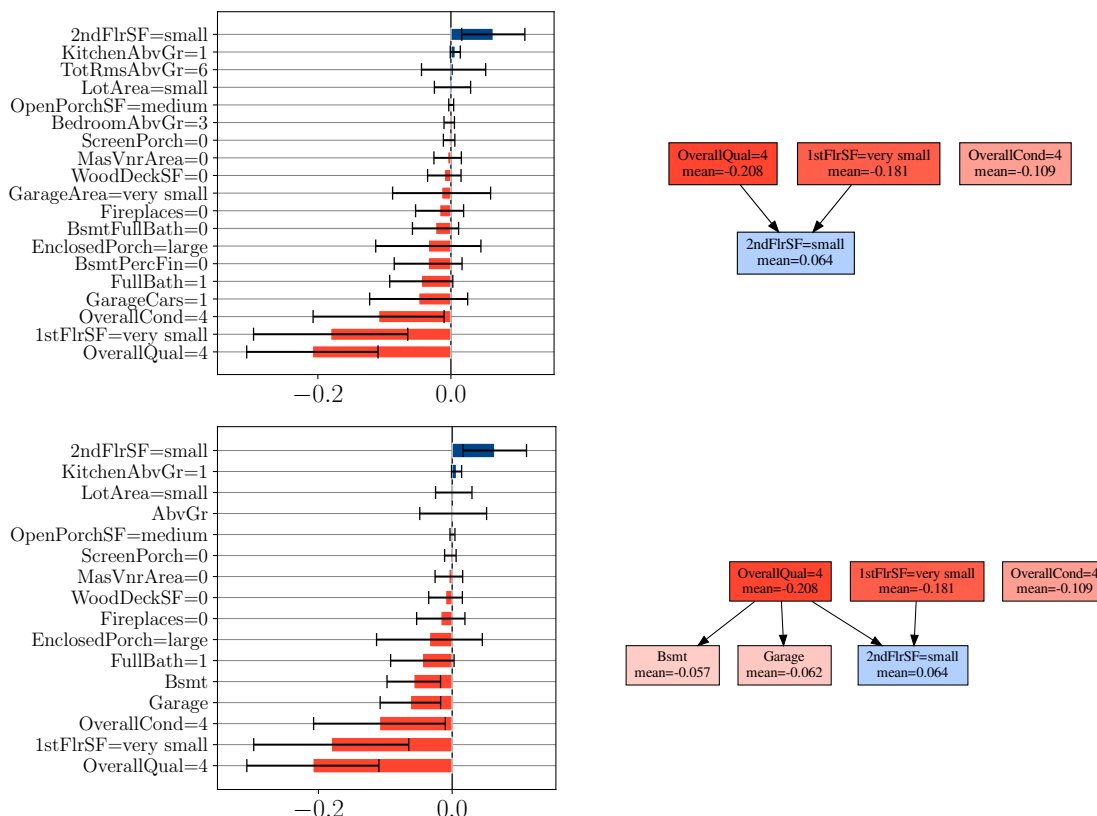 2ndFlrSF=small
KitchenAbvGr=1
TotRmsAbvGr=6
LotArea=small
OpenPorchSF=medium
BedroomAbvGr=3
ScreenPorch=0
MasVnrArea=0
WoodDeckSF=0
GarageArea=very small
Fireplaces=0
BsmtFullBath=0
EnclosedPorch=large
BsmtPercFin=0
FullBath=1
GarageCars=1
OverallCond=4
1stFlrSF=very small
OverallQual=4
−0.2 0.0
OverallQual=4
mean=-0.208
1stFlrSF=very small
mean=-0.181
OverallCond=4
mean=-0.109
2ndFlrSF=small
mean=0.064
2ndFlrSF=small
KitchenAbvGr=1
LotArea=small
AbvGr
OpenPorchSF=medium
ScreenPorch=0
MasVnrArea=0
WoodDeckSF=0
Fireplaces=0
EnclosedPorch=large
FullBath=1
Bsmt
Garage
OverallCond=4
1stFlrSF=very small
OverallQual=4
−0.2 0.0
OverallQual=4
mean=-0.208
1stFlrSF=very small
mean=-0.181
OverallCond=4
mean=-0.109
Bsmt
mean=-0.057
Garage
mean=-0.062
2ndFlrSF=small
mean=0.064